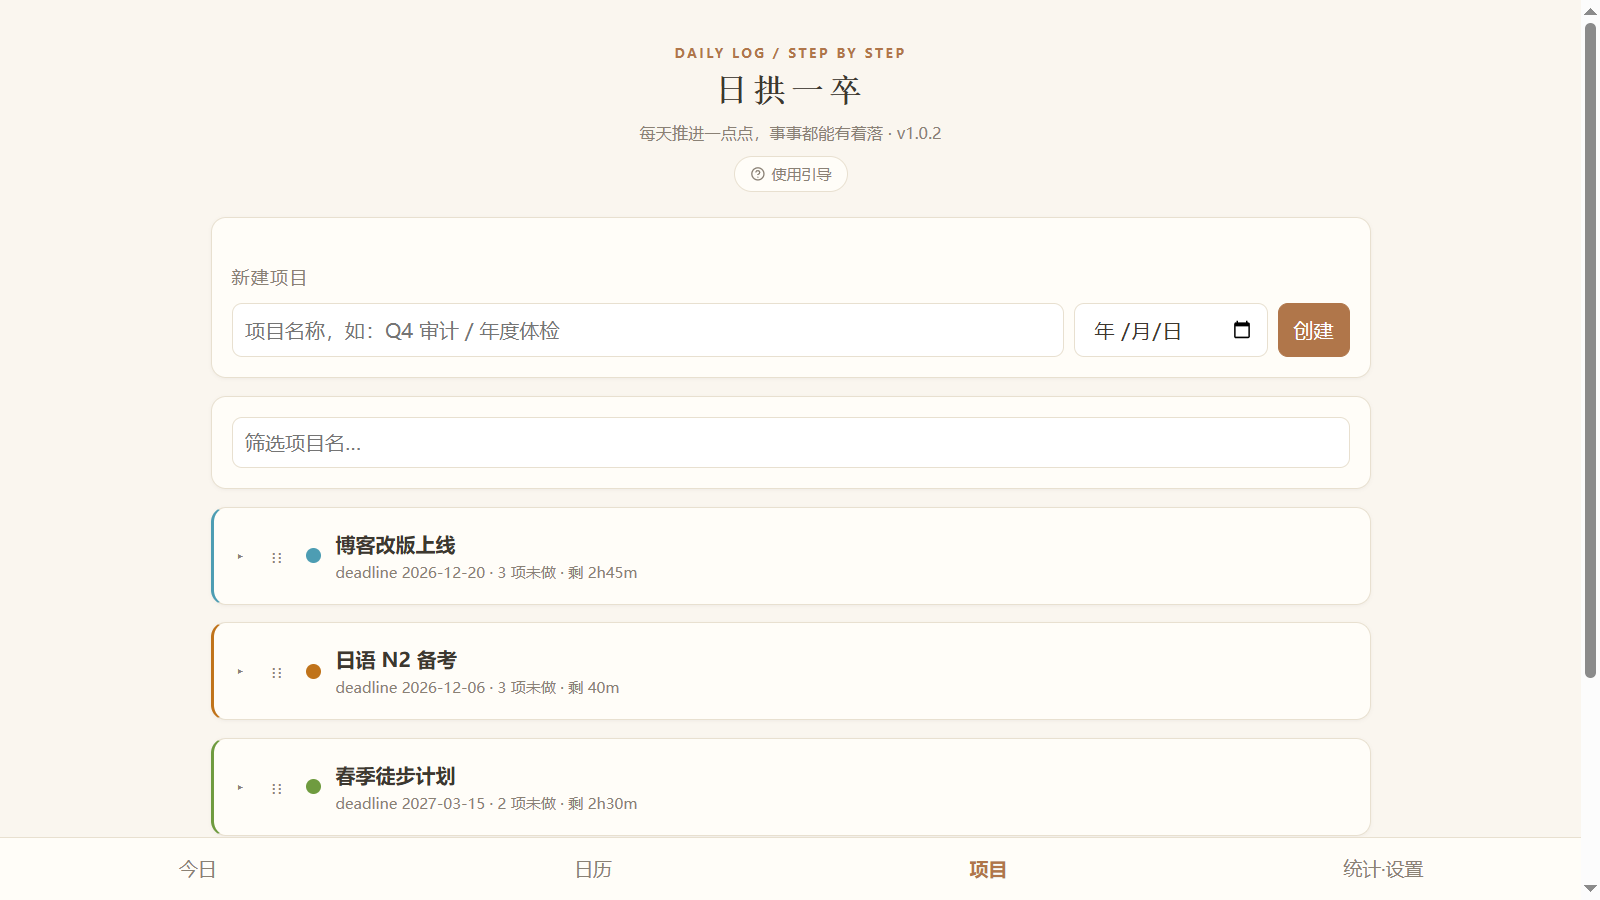 DAILY LOG / STEP BY STEP
日拱一卒
每天推进一点点，事事都能有着落 · v1.0.2
使用引导
新建项目
项目名称，如：Q4 审计 / 年度体检
年 /月/日
创建
筛选项目名...
博客改版上线
deadline 2026-12-20 · 3 项未做 · 剩 2h45m
日语 N2 备考
deadline 2026-12-06 · 3 项未做 · 剩 40m
春季徒步计划
deadline 2027-03-15 · 2 项未做 · 剩 2h30m
今日
日历
项目
统计·设置